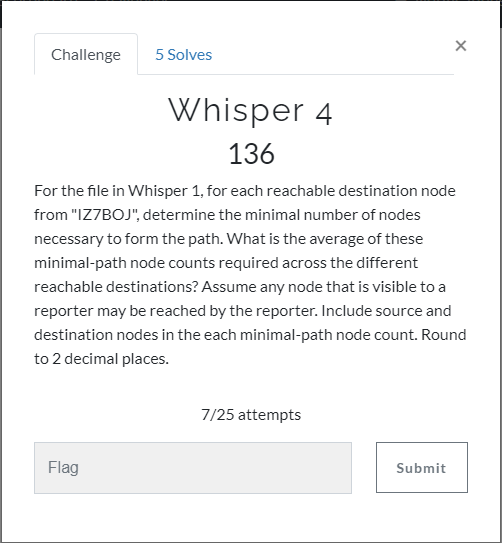 Challenge
5 Solves
×
Whisper 4
136
For the file in Whisper 1, for each reachable destination node
from "IZ7BOJ", determine the minimal number of nodes
necessary to form the path. What is the average of these
minimal-path node counts required across the different
reachable destinations? Assume any node that is visible to a
reporter may be reached by the reporter. Include source and
destination nodes in the each minimal-path node count. Round
to 2 decimal places.
7/25 attempts
Flag
Submit